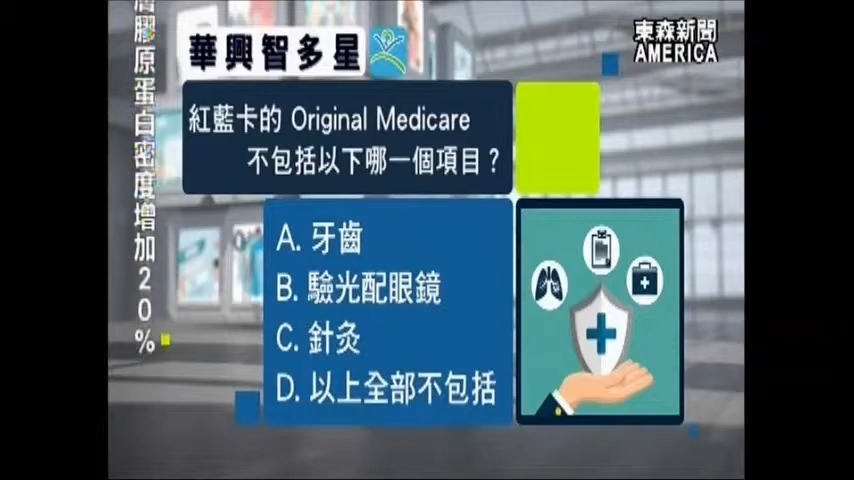 華興智多星
東森新聞
AMERICA
膠原蛋白密度增加20%
紅藍卡的 Original Medicare
不包括以下哪一個項目？
A. 牙齒
B. 驗光配眼鏡
C. 針灸
D. 以上全部不包括